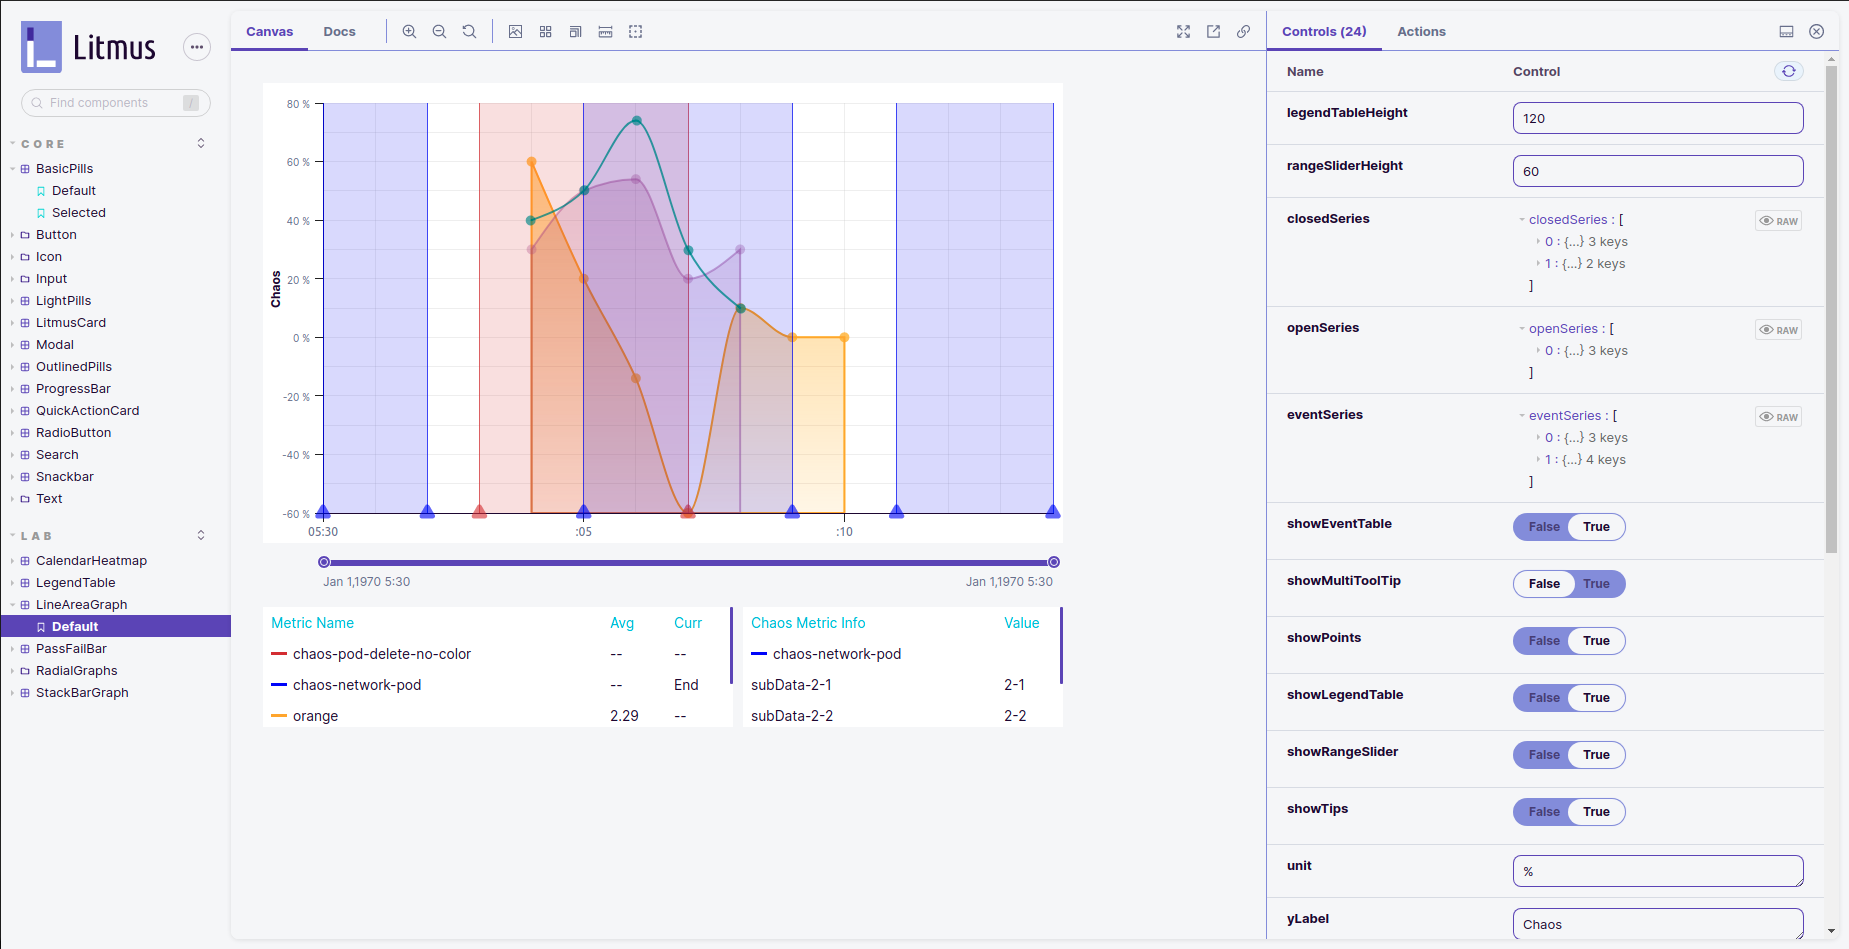 Litmus
Find components
/
CORE
BasicPills
Default
Selected
Button
Icon
Input
LightPills
LitmusCard
Modal
OutlinedPills
ProgressBar
QuickActionCard
RadioButton
Search
Snackbar
Text
LAB
CalendarHeatmap
LegendTable
LineAreaGraph
Default
PassFailBar
RadialGraphs
StackBarGraph
Canvas
Docs
80 %
60 %
40 %
20 %
0 %
-20 %
-40 %
-60 %
Chaos
05:30
:05
:10
Jan 1,1970 5:30
Jan 1,1970 5:30
Metric Name Avg Curr
chaos-pod-delete-no-color -- --
chaos-network-pod -- End
orange 2.29 --
Chaos Metric Info Value
chaos-network-pod
subData-2-1 2-1
subData-2-2 2-2
Controls (24)
Actions
Name Control
legendTableHeight 120
rangeSliderHeight 60
closedSeries closedSeries : [ RAW
0 : {...} 3 keys
1 : {...} 2 keys
]
openSeries openSeries : [ RAW
0 : {...} 3 keys
]
eventSeries eventSeries : [ RAW
0 : {...} 3 keys
1 : {...} 4 keys
]
showEventTable False True
showMultiToolTip False True
showPoints False True
showLegendTable False True
showRangeSlider False True
showTips False True
unit %
yLabel Chaos